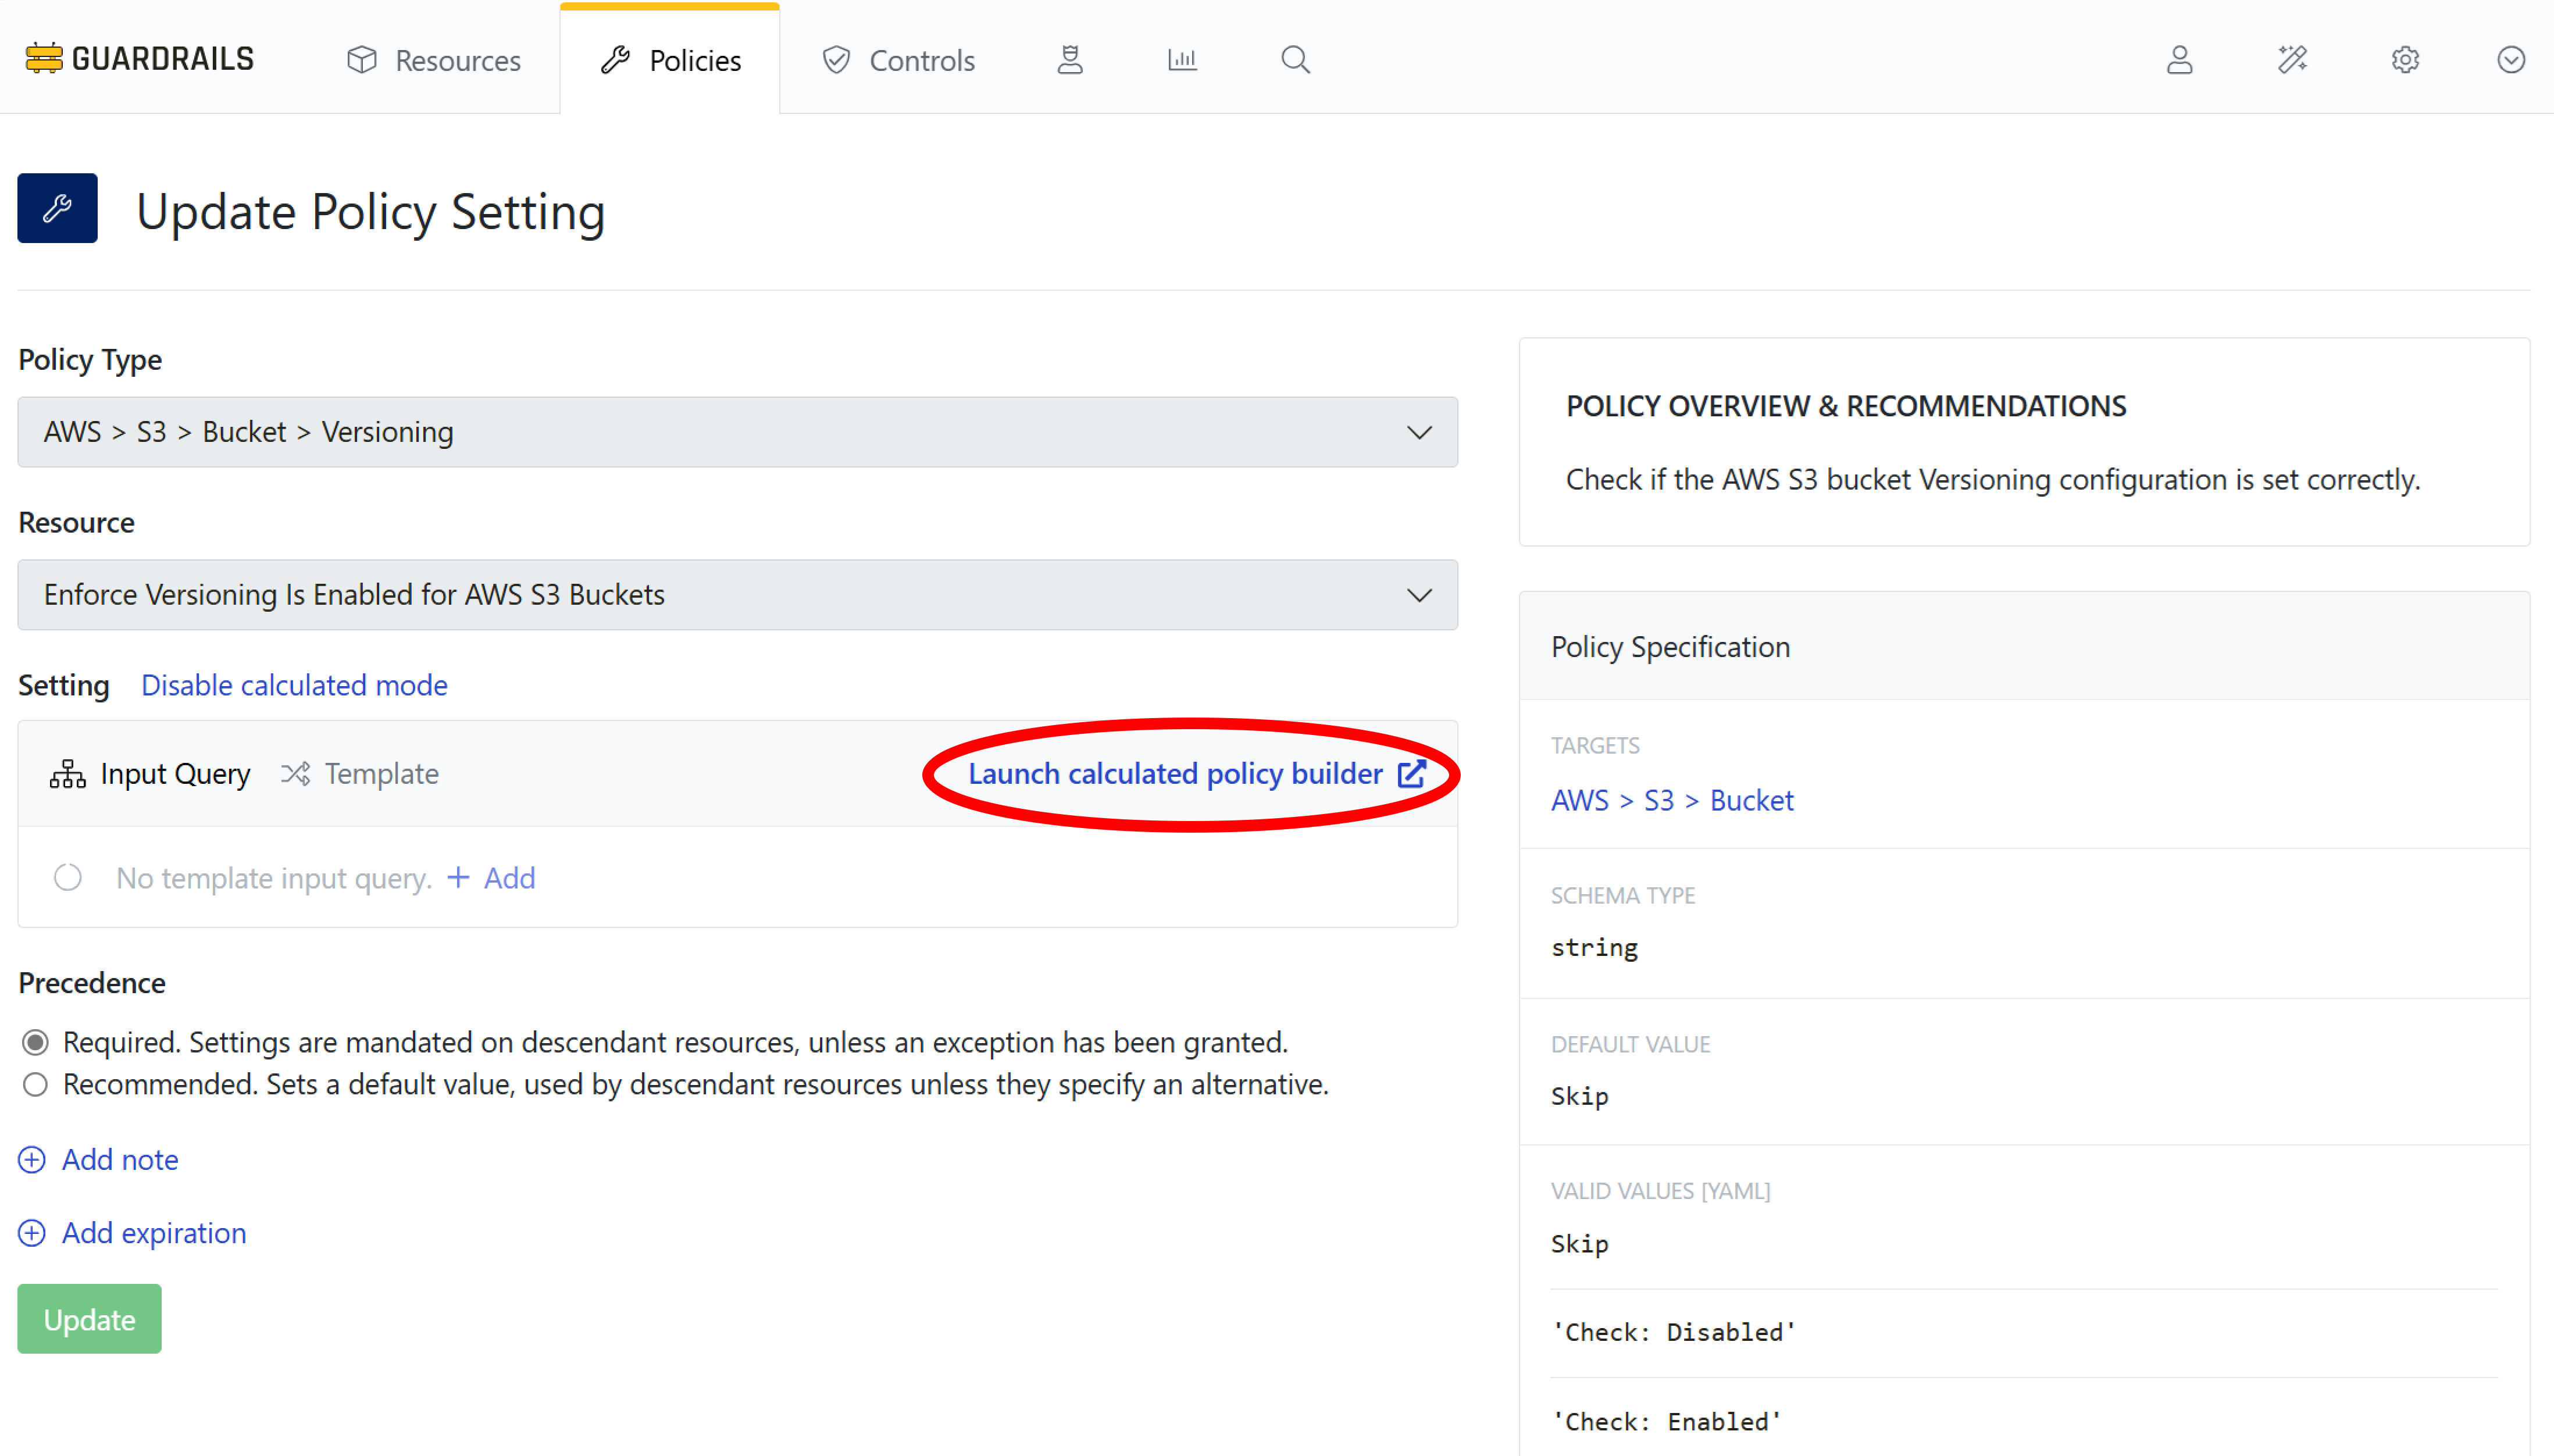 GUARDRAILS
Resources
Policies
Controls
Update Policy Setting
Policy Type
AWS > S3 > Bucket > Versioning
Resource
Enforce Versioning Is Enabled for AWS S3 Buckets
Setting Disable calculated mode
Input Query Template Launch calculated policy builder
No template input query. + Add
Precedence
Required. Settings are mandated on descendant resources, unless an exception has been granted.
Recommended. Sets a default value, used by descendant resources unless they specify an alternative.
Add note
Add expiration
Update
POLICY OVERVIEW & RECOMMENDATIONS
Check if the AWS S3 bucket Versioning configuration is set correctly.
Policy Specification
TARGETS
AWS > S3 > Bucket
SCHEMA TYPE
string
DEFAULT VALUE
Skip
VALID VALUES [YAML]
Skip
'Check: Disabled'
'Check: Enabled'